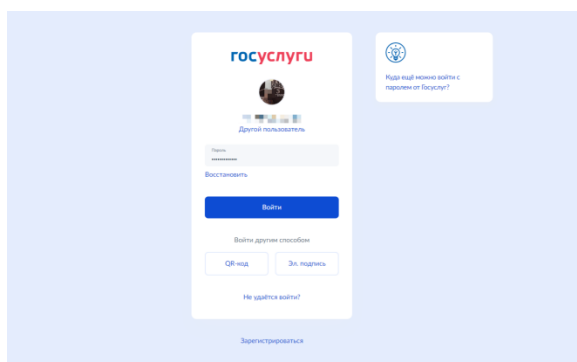 госуслуги
Другой пользователь
Пароль
Восстановить
Войти
Войти другим способом
QR-код
Эл. подпись
Не удаётся войти?
Зарегистрироваться
Куда ещё можно войти с
паролем от Госуслуг?